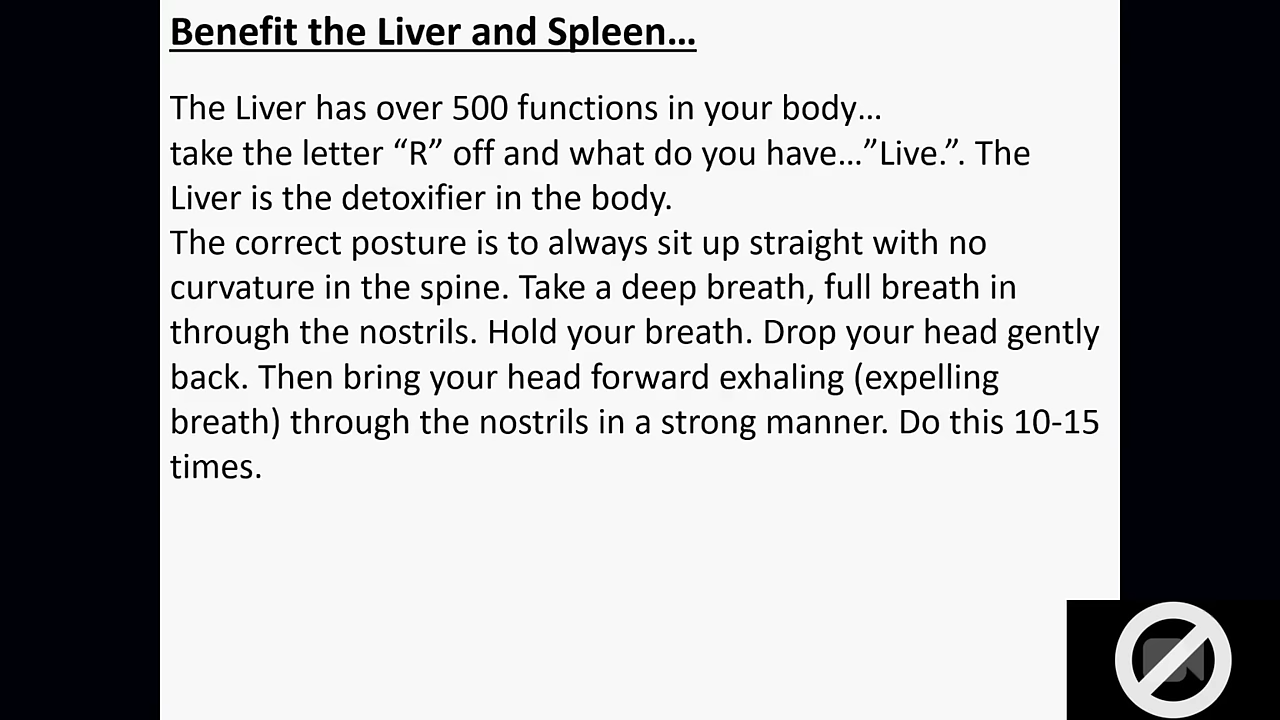 Benefit the Liver and Spleen…
The Liver has over 500 functions in your body…
take the letter “R” off and what do you have…”Live.”. The
Liver is the detoxifier in the body.
The correct posture is to always sit up straight with no
curvature in the spine. Take a deep breath, full breath in
through the nostrils. Hold your breath. Drop your head gently
back. Then bring your head forward exhaling (expelling
breath) through the nostrils in a strong manner. Do this 10-15
times.